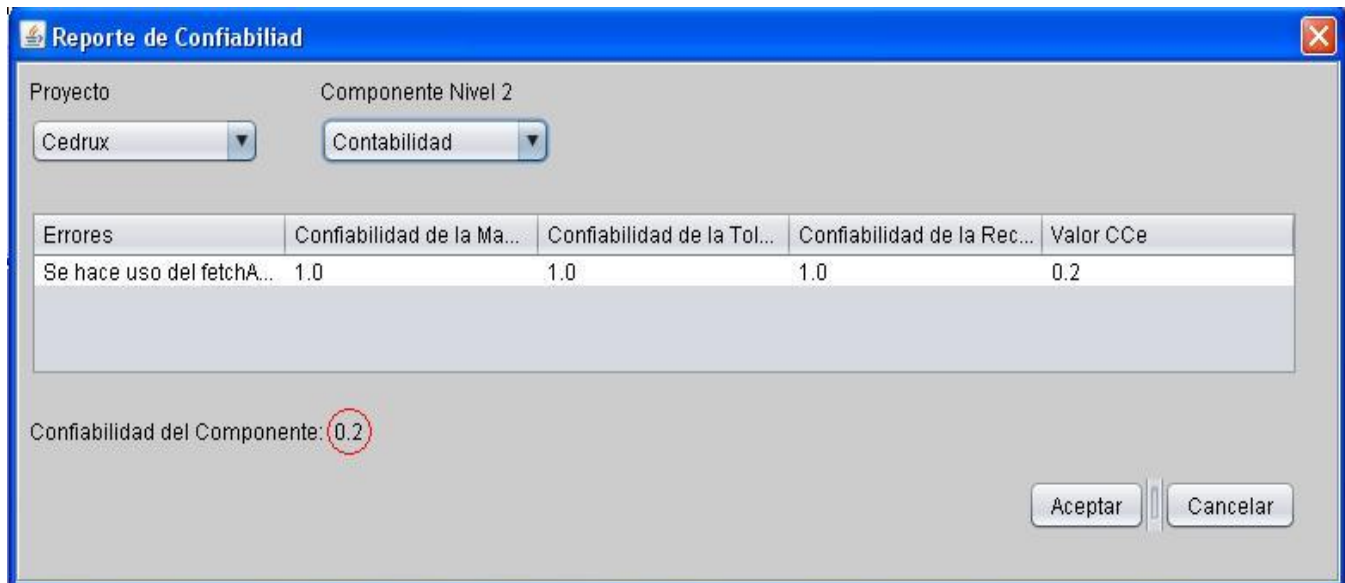 Reporte de Confiabiliad
Proyecto Componente Nivel 2
Cedrux Contabilidad
Errores Confiabilidad de la Ma... Confiabilidad de la Tol... Confiabilidad de la Rec... Valor CCe
Se hace uso del fetchA... 1.0 1.0 1.0 0.2
Confiabilidad del Componente: 0.2
Aceptar Cancelar